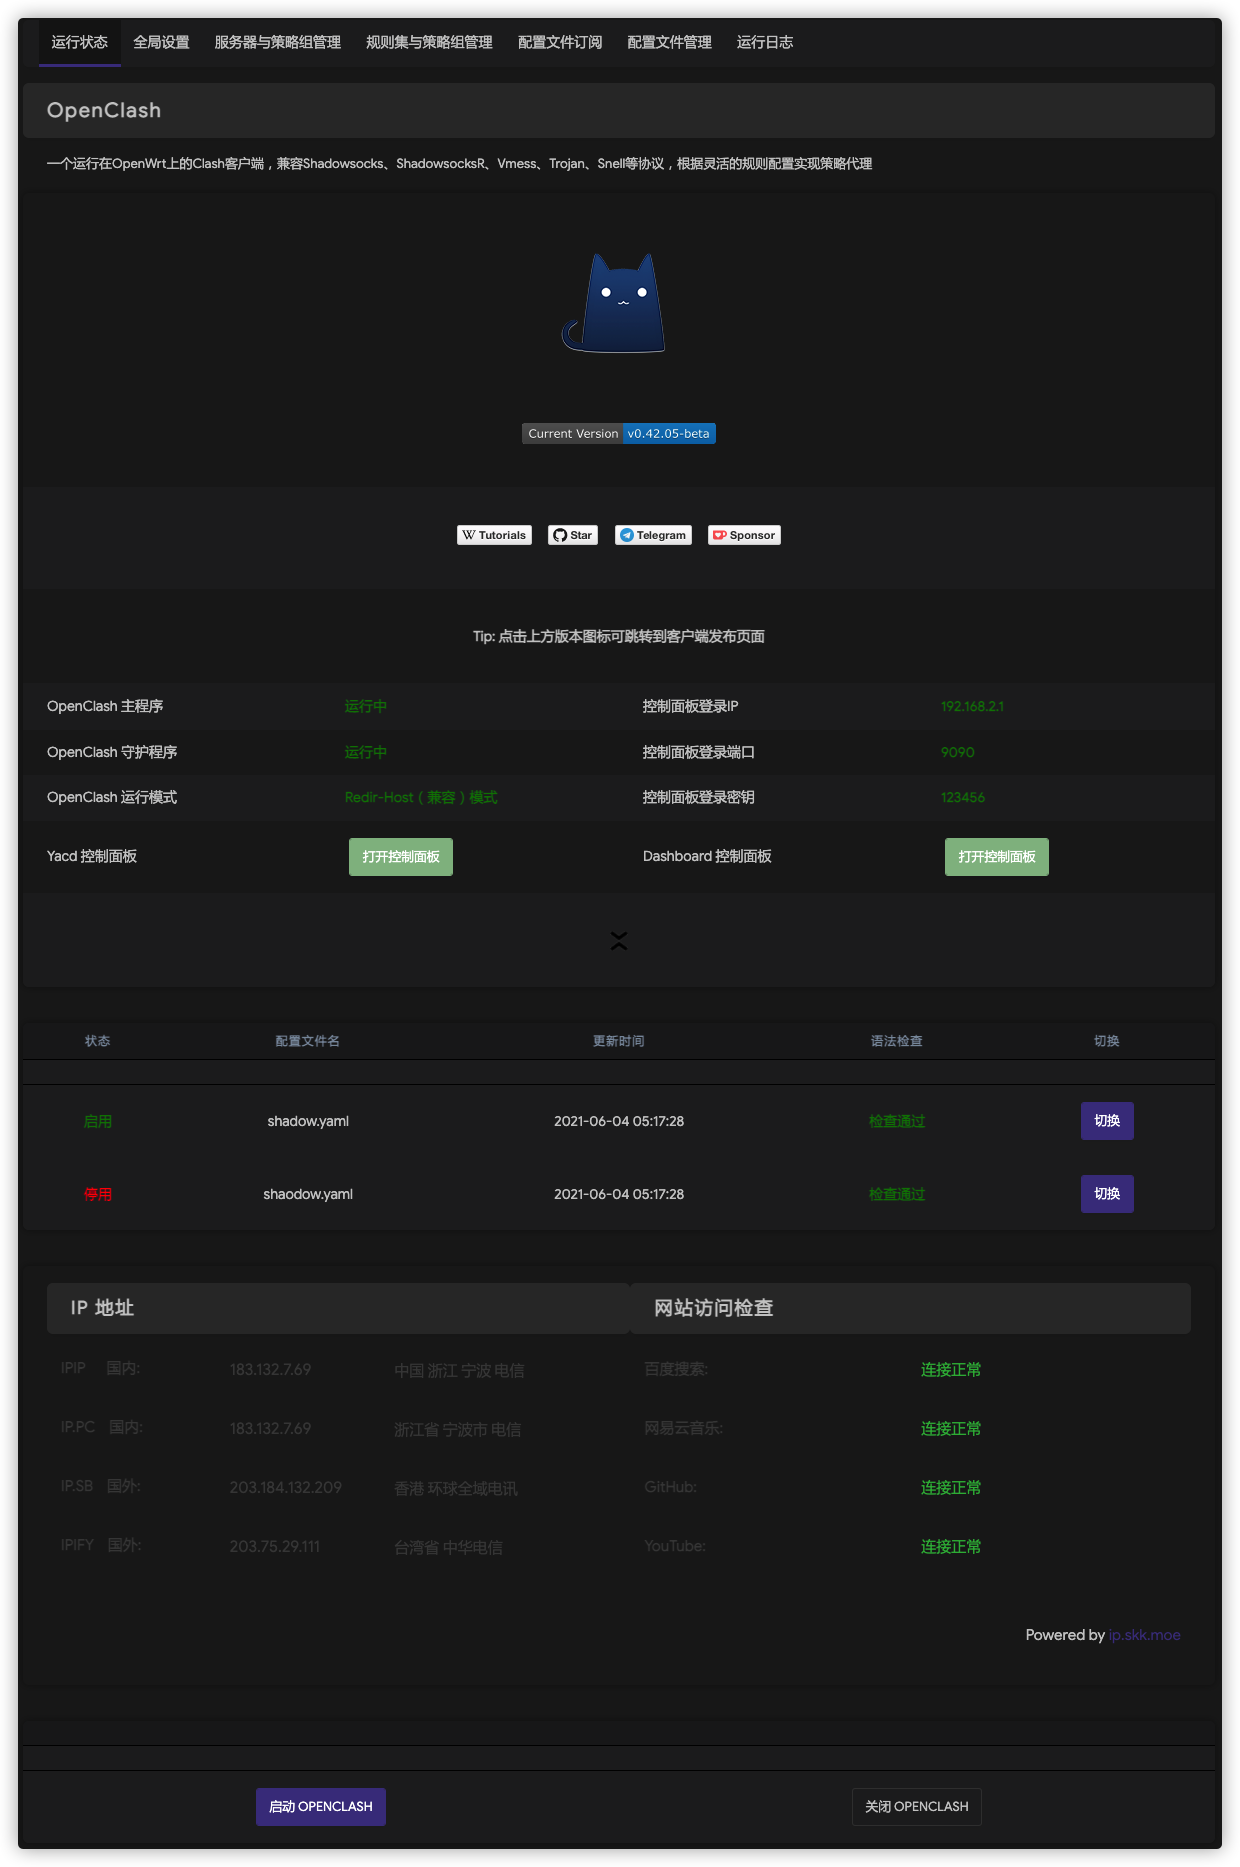 运行状态 全局设置 服务器与策略组管理 规则集与策略组管理 配置文件订阅 配置文件管理 运行日志
OpenClash
一个运行在OpenWrt上的Clash客户端，兼容Shadowsocks、ShadowsocksR、Vmess、Trojan、Snell等协议，根据灵活的规则配置实现策略代理
Current Version v0.42.05-beta
W Tutorials Star Telegram Sponsor
Tip: 点击上方版本图标可跳转到客户端发布页面
OpenClash 主程序 运行中 控制面板登录IP 192.168.2.1
OpenClash 守护程序 运行中 控制面板登录端口 9090
OpenClash 运行模式 Redir-Host（兼容）模式 控制面板登录密钥 123456
Yacd 控制面板 打开控制面板 Dashboard 控制面板 打开控制面板
状态 配置文件名 更新时间 语法检查 切换
启用 shadow.yaml 2021-06-04 05:17:28 检查通过 切换
停用 shaodow.yaml 2021-06-04 05:17:28 检查通过 切换
IP 地址 网站访问检查
IPIP 国内: 183.132.7.69 中国 浙江 宁波 电信 百度搜索: 连接正常
IP.PC 国内: 183.132.7.69 浙江省 宁波市 电信 网易云音乐: 连接正常
IP.SB 国外: 203.184.132.209 香港 环球全域电讯 GitHub: 连接正常
IPIFY 国外: 203.75.29.111 台湾省 中华电信 YouTube: 连接正常
Powered by ip.skk.moe
启动 OPENCLASH 关闭 OPENCLASH